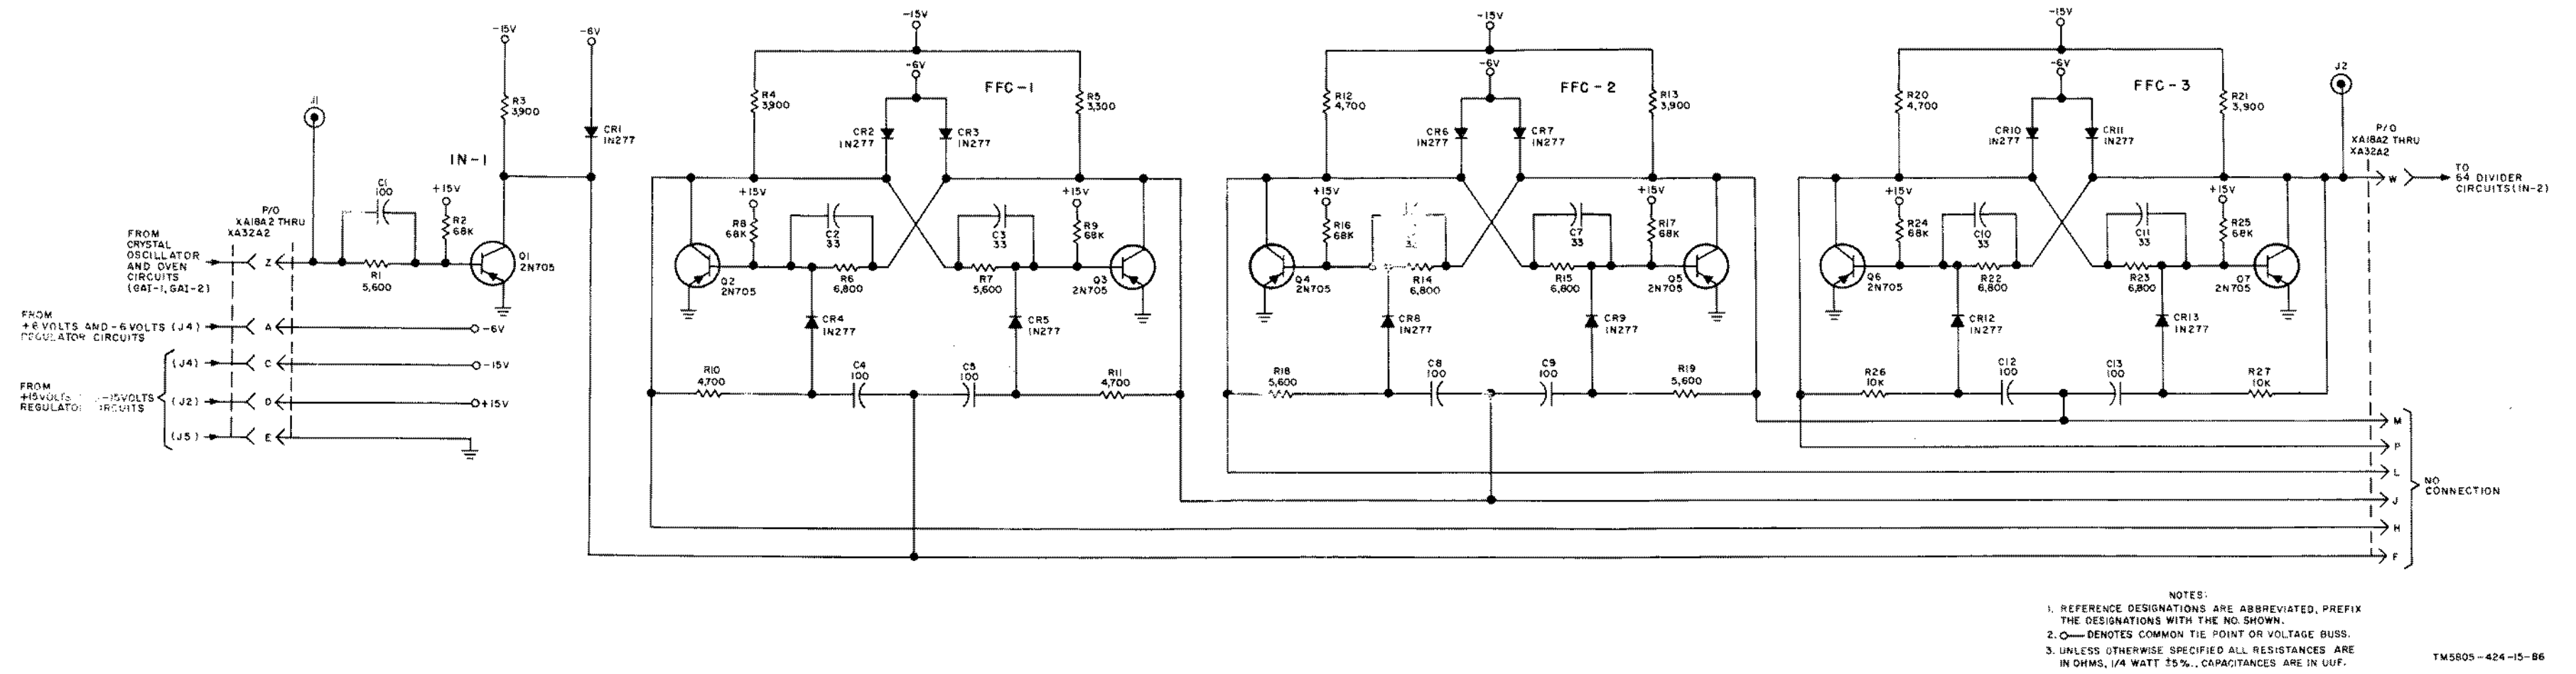 FROM
CRYSTAL
OSCILLATOR
AND OVEN
CIRCUITS
(GA1-1, GA1-2)
P/O
XA18A2 THRU
XA32A2
Z
J1
C1
100
R1
5,600
+15V
R2
68K
IN-1
-15V
R3
3,900
Q1
2N705
-6V
CR1
1N277
FROM
+6 VOLTS AND -6 VOLTS (J4)
REGULATOR CIRCUITS
A
-6V
FROM
+15VOLTS -15VOLTS
REGULATOR CIRCUITS
(J4)
C
-15V
(J2)
D
+15V
(J5)
E
-15V
-6V
FFC-1
R4
3,900
R5
3,300
CR2
1N277
CR3
1N277
+15V
R8
68K
C2
33
C3
33
+15V
R9
68K
Q2
2N705
R6
6,800
R7
5,600
Q3
2N705
CR4
1N277
CR5
1N277
R10
4,700
C4
100
C5
100
R11
4,700
-15V
-6V
FFC-2
R12
4,700
R13
3,900
CR6
1N277
CR7
1N277
+15V
R16
68K
C7
33
+15V
R17
68K
Q4
2N705
R14
6,800
R15
6,800
Q5
2N705
CR8
1N277
CR9
1N277
R18
5,600
C8
100
C9
100
R19
5,600
-15V
-6V
FFC-3
R20
4,700
R21
3,900
CR10
1N277
CR11
1N277
+15V
R24
68K
C10
33
C11
33
+15V
R25
68K
Q6
2N705
R22
6,800
R23
6,800
Q7
2N705
CR12
1N277
CR13
1N277
R26
10K
C12
100
C13
100
R27
10K
J2
P/O
XA18A2 THRU
XA32A2
W
TO
64 DIVIDER
CIRCUITS (IN-2)
M
P
L
J
H
F
NO
CONNECTION
NOTES:
1. REFERENCE DESIGNATIONS ARE ABBREVIATED, PREFIX
THE DESIGNATIONS WITH THE NO. SHOWN.
2. DENOTES COMMON TIE POINT OR VOLTAGE BUSS.
3. UNLESS OTHERWISE SPECIFIED ALL RESISTANCES ARE
IN OHMS, 1/4 WATT ±5%., CAPACITANCES ARE IN UUF.
TM5805-424-15-86